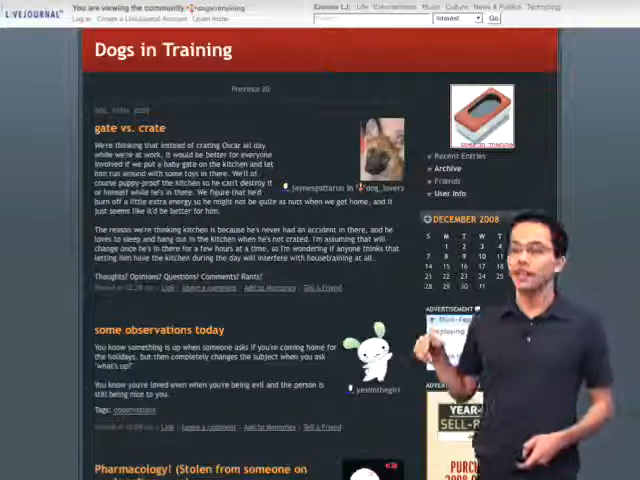 LIVEJOURNAL
You are viewing the community
Log in Create a LiveJournal Account Learn more
Explore LJ: Life Entertainment Music Culture News & Politics Technology
Interest
Go
Dogs in Training
Previous 20
gate vs. crate
We're thinking that instead of crating Oscar all day
while we're at work, it would be better for everyone
involved if we put a baby gate on the kitchen and let
him run around with some toys in there. We'll of
course puppy-proof the kitchen so he can't destroy it
or himself while he's in there. We figure that he'd
burn off a little extra energy so he might not be quite as nuts when we get home, and it
just seems like it'd be better for him.
jaynesgottarun in dog_lovers
The reason we're thinking kitchen is because he's never had an accident in there, and he
loves to sleep and hang out in the kitchen when he's not crated. I'm assuming that will
change once he's in there for a few hours at a time, so I'm wondering if anyone thinks that
letting him have the kitchen during the day will interfere with housetraining at all.
Thoughts? Opinions? Questions? Comments? Rants?
Link | Leave a comment | Add to Memories | Tell a Friend
some observations today
You know something is up when someone asks if you're coming home for
the holidays, but then completely changes the subject when you ask
"what's up?"
You know you're loved even when you're being evil and the person is
still being nice to you.
yesimthegirl
Tags: observations
Link | Leave a comment | Add to Memories | Tell a Friend
Pharmacology! (Stolen from someone on
Recent Entries
Archive
Friends
User Info
DECEMBER 2008
S M T W
1 2 3 4
7 8 9 10
14 15 16 17
21 22 23 24
28 29 30 31
ADVERTISEMENT
YEAR-
SELL-
PURC